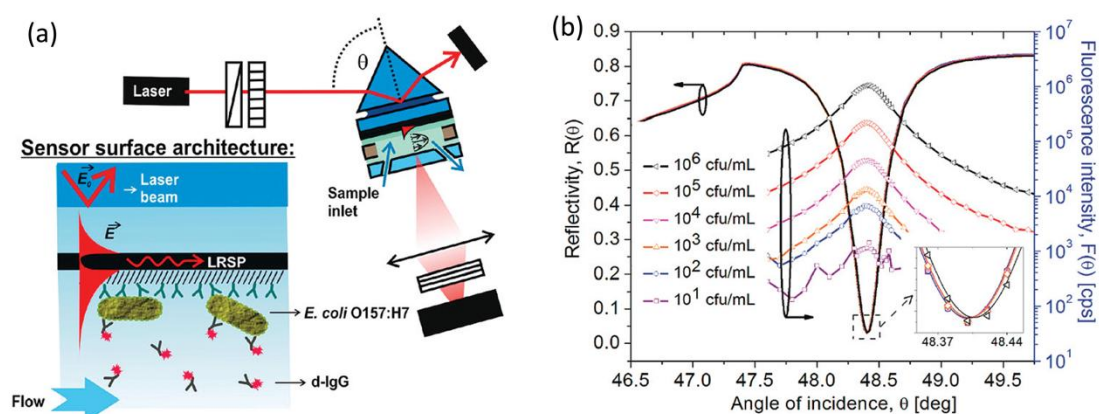 (a)
Laser
θ
Sensor surface architecture:
E₀
Laser
beam
E
LRSP
Sample
inlet
E. coli O157:H7
d-IgG
Flow
(b)
Reflectivity, R(θ)
0.9
0.8
0.7
0.6
0.5
0.4
0.3
0.2
0.1
0.0
10⁶ cfu/mL
10⁵ cfu/mL
10⁴ cfu/mL
10³ cfu/mL
10² cfu/mL
10¹ cfu/mL
48.37 48.44
46.5 47.0 47.5 48.0 48.5 49.0 49.5
Angle of incidence, θ [deg]
10⁷
10⁶
10⁵
10⁴
10³
10²
10¹
Fluorescence intensity, F(θ) [cps]